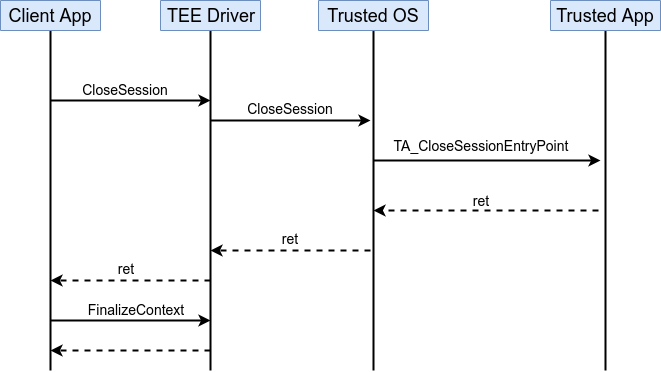 Client App
TEE Driver
Trusted OS
Trusted App
CloseSession
CloseSession
TA_CloseSessionEntryPoint
ret
ret
ret
FinalizeContext